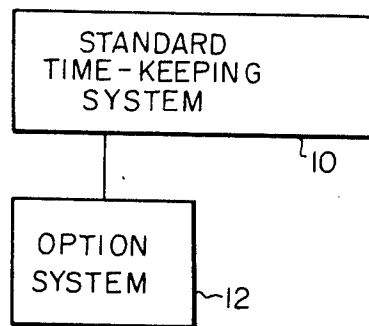 STANDARD
TIME-KEEPING
SYSTEM
10
OPTION
SYSTEM
12